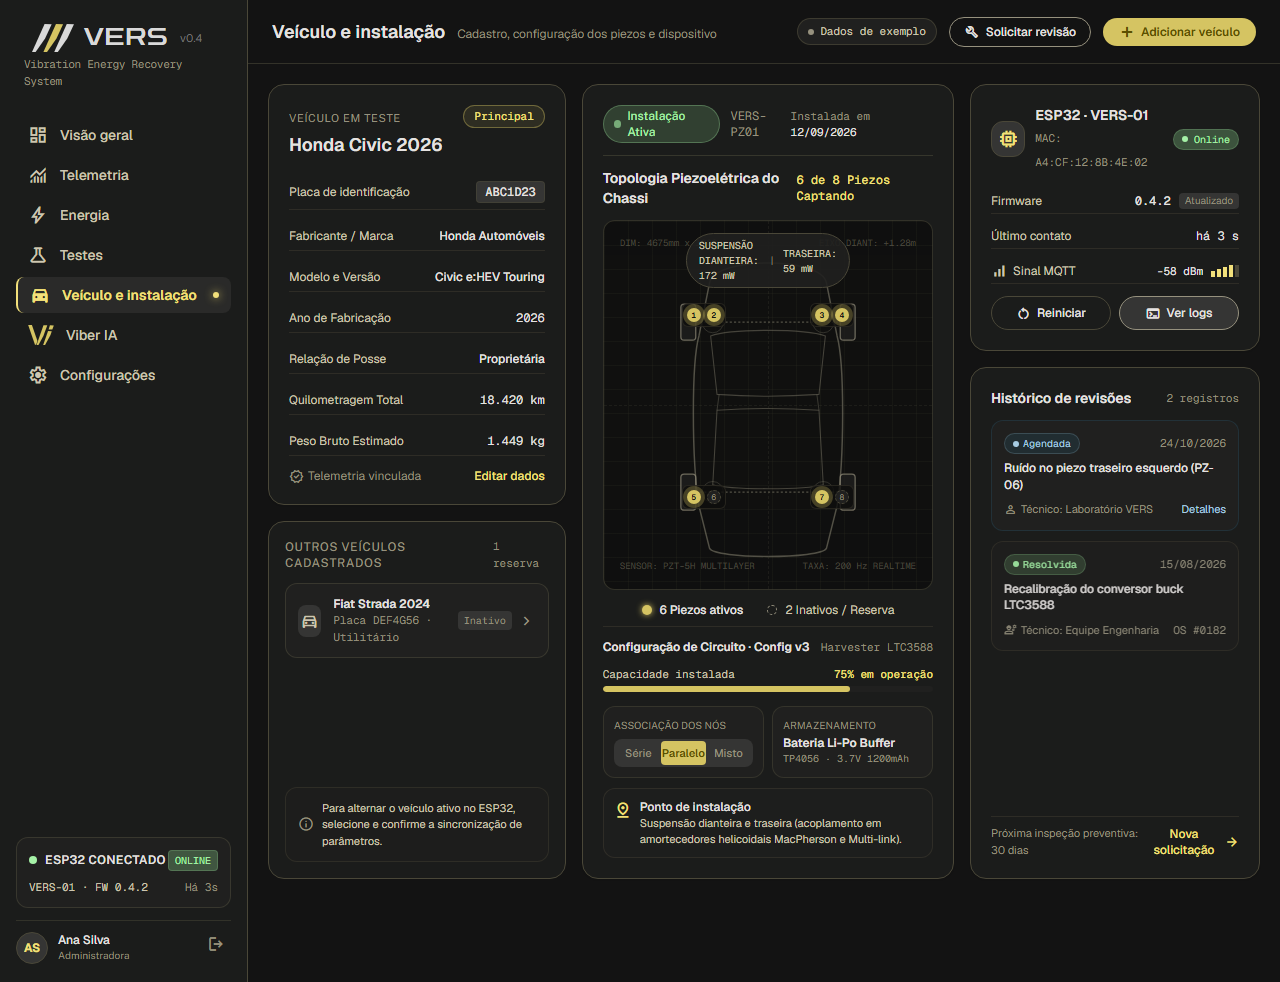 VERS v0.4
Vibration Energy Recovery
System
Visão geral
Telemetria
Energia
Testes
Veículo e instalação
Viber IA
Configurações
ESP32 CONECTADO ONLINE
VERS-01 · FW 0.4.2 Há 3s
AS
Ana Silva
Administradora
Veículo e instalação Cadastro, configuração dos piezos e dispositivo
Dados de exemplo
Solicitar revisão
Adicionar veículo
VEÍCULO EM TESTE Principal
Honda Civic 2026
Placa de identificação ABC1D23
Fabricante / Marca Honda Automóveis
Modelo e Versão Civic e:HEV Touring
Ano de Fabricação 2026
Relação de Posse Proprietária
Quilometragem Total 18.420 km
Peso Bruto Estimado 1.449 kg
Telemetria vinculada Editar dados
OUTROS VEÍCULOS
CADASTRADOS
1
reserva
Fiat Strada 2024
Placa DEF4G56 ·
Utilitário
Inativo
Para alternar o veículo ativo no ESP32,
selecione e confirme a sincronização de
parâmetros.
Instalação
Ativa
VERS-
PZ01
Instalada em
12/09/2026
Topologia Piezoelétrica do
Chassi
6 de 8 Piezos
Captando
DIM: 4675mm x
DIANT: +1.28m
SUSPENSÃO
DIANTEIRA:
172 mW
|
TRASEIRA:
59 mW
1 2 3 4
5 6 7 8
SENSOR: PZT-5H MULTILAYER TAXA: 200 Hz REALTIME
6 Piezos ativos 2 Inativos / Reserva
Configuração de Circuito · Config v3 Harvester LTC3588
Capacidade instalada 75% em operação
ASSOCIAÇÃO DOS NÓS
Série Paralelo Misto
ARMAZENAMENTO
Bateria Li-Po Buffer
TP4056 · 3.7V 1200mAh
Ponto de instalação
Suspensão dianteira e traseira (acoplamento em
amortecedores helicoidais MacPherson e Multi-link).
ESP32 · VERS-01
MAC:
A4:CF:12:8B:4E:02
Online
Firmware 0.4.2 Atualizado
Último contato há 3 s
Sinal MQTT -58 dBm
Reiniciar Ver logs
Histórico de revisões 2 registros
Agendada 24/10/2026
Ruído no piezo traseiro esquerdo (PZ-
06)
Técnico: Laboratório VERS Detalhes
Resolvida 15/08/2026
Recalibração do conversor buck
LTC3588
Técnico: Equipe Engenharia OS #0182
Próxima inspeção preventiva:
30 dias
Nova
solicitação